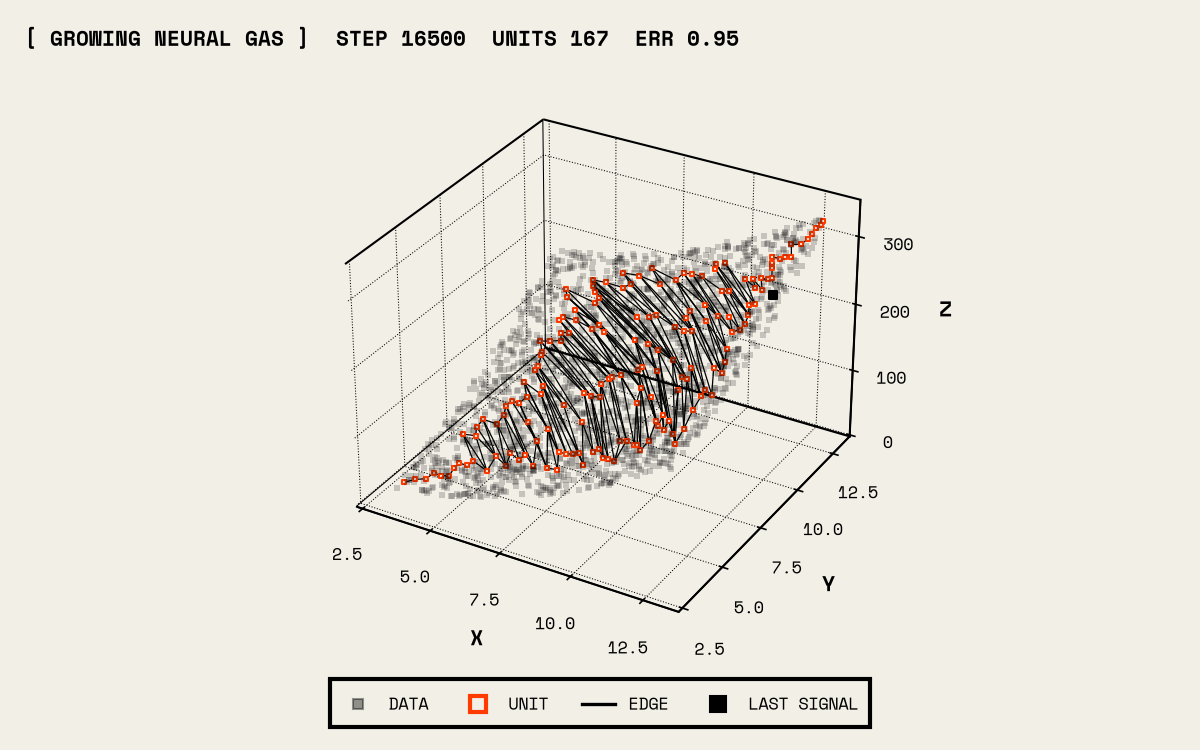 [ GROWING NEURAL GAS ]  STEP 16500  UNITS 167  ERR 0.95
300
200
Z
100
0
12.5
10.0
7.5
Y
5.0
2.5
2.5
5.0
7.5
10.0
12.5
X
DATA
UNIT
EDGE
LAST SIGNAL